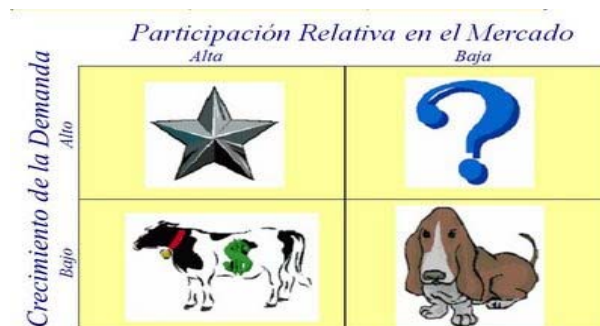 Participación Relativa en el Mercado
Alta Baja
Crecimiento de la Demanda
Alto
Bajo
$